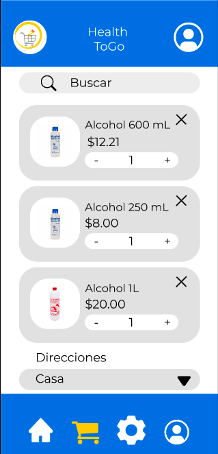 Health
ToGo
Buscar
Alcohol 600 mL
$12.21
- 1 +
Alcohol 250 mL
$8.00
- 1 +
Alcohol 1L
$20.00
- 1 +
Direcciones
Casa